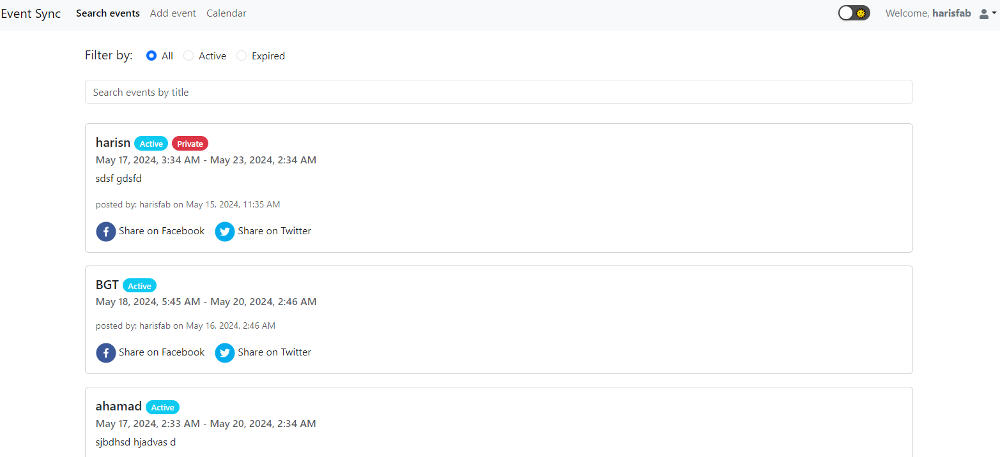 Event Sync Search events Add event Calendar Welcome, harisfab
Filter by: All Active Expired
Search events by title
harisn Active Private
May 17, 2024, 3:34 AM - May 23, 2024, 2:34 AM
sdsf gdsfd
posted by: harisfab on May 15, 2024, 11:35 AM
Share on Facebook Share on Twitter
BGT Active
May 18, 2024, 5:45 AM - May 20, 2024, 2:46 AM
posted by: harisfab on May 16, 2024, 2:46 AM
Share on Facebook Share on Twitter
ahamad Active
May 17, 2024, 2:33 AM - May 20, 2024, 2:34 AM
sjbdhsd hjadvas d